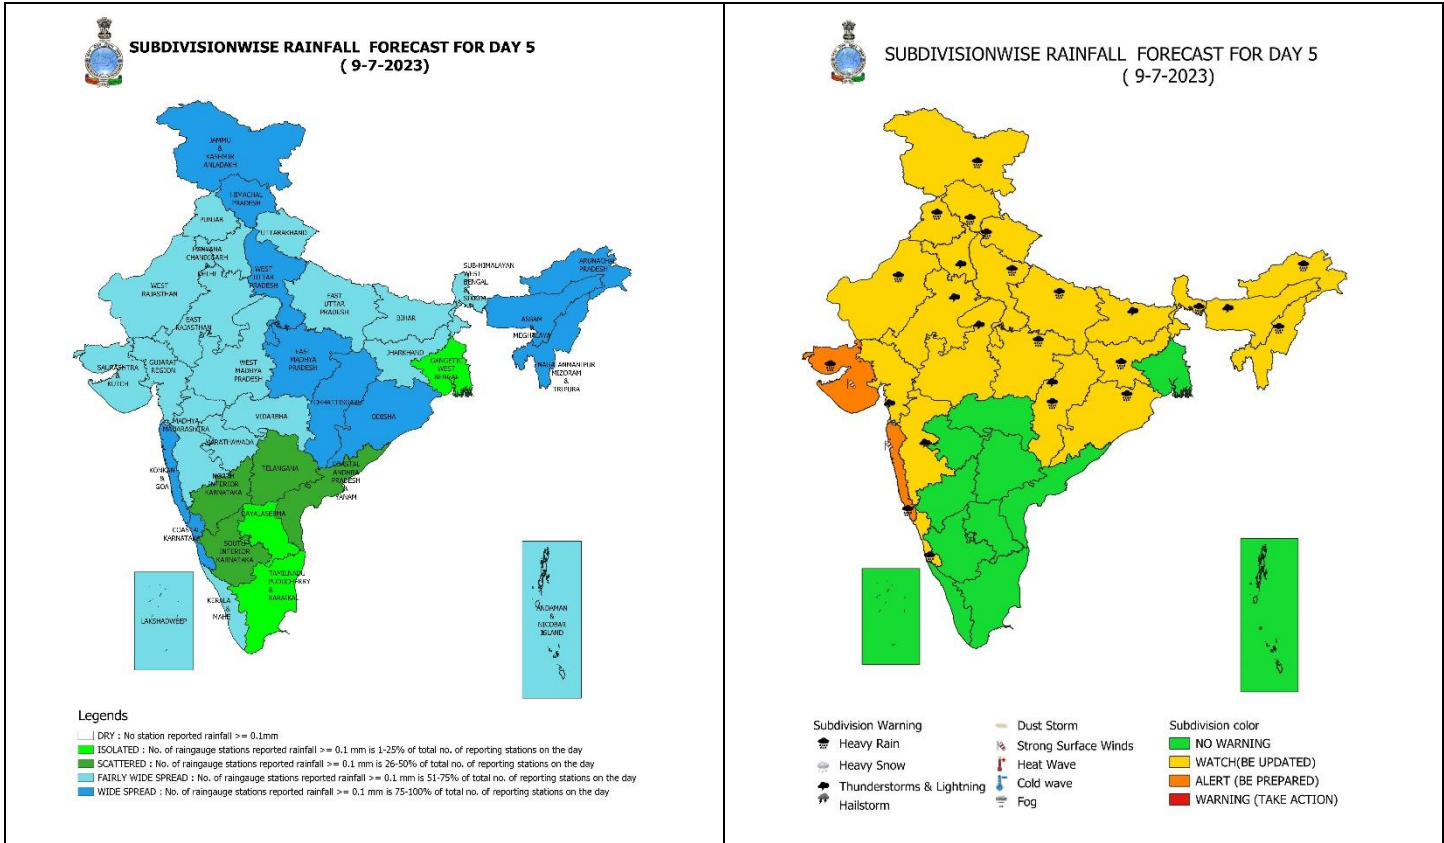 SUBDIVISIONWISE RAINFALL FORECAST FOR DAY 5
( 9-7-2023)
JAMMU
&
KASHMIR
ANLADAKH
HIMACHAL
PRADESH
PUNJAB
UTTARAKHAND
HARYANA
CHANDIGARH
&
DELHI
WEST
UTTAR
PRADESH
WEST
RAJASTHAN
EAST
RAJASTHAN
EAST
UTTAR
PRADESH
BIHAR
SUB-HIMALAYAN
WEST
BENGAL
&
SIKKIM
ARUNACHAL
PRADESH
ASSAM
&
MEGHALAYA
MIZORAM
&
TRIPURA
SAURASHTRA
&
KUTCH
GUJARAT
REGION
WEST
MADHYA
PRADESH
EAST
MADHYA
PRADESH
JHARKHAND
GANGETIC
WEST
BENGAL
CHHATTISGARH
ODISHA
VIDARBHA
MADHYA
MAHARASHTRA
MARATHAWADA
KONKAN
&
GOA
TELANGANA
NORTH
INTERIOR
KARNATAKA
COASTAL
ANDHRA
PRADESH
&
YANAM
RAYALASEEMA
COASTAL
KARNATAKA
SOUTH
INTERIOR
KARNATAKA
TAMILNADU
PUDUCHERRY
&
KARAIKAL
KERALA
&
MAHE
LAKSHADWEEP
ANDAMAN
&
NICOBAR
ISLAND
Legends
DRY : No station reported rainfall >= 0.1mm
ISOLATED : No. of raingauge stations reported rainfall >= 0.1 mm is 1-25% of total no. of reporting stations on the day
SCATTERED : No. of raingauge stations reported rainfall >= 0.1 mm is 26-50% of total no. of reporting stations on the day
FAIRLY WIDE SPREAD : No. of raingauge stations reported rainfall >= 0.1 mm is 51-75% of total no. of reporting stations on the day
WIDE SPREAD : No. of raingauge stations reported rainfall >= 0.1 mm is 75-100% of total no. of reporting stations on the day
SUBDIVISIONWISE RAINFALL FORECAST FOR DAY 5
( 9-7-2023)
Subdivision Warning
Heavy Rain
Heavy Snow
Thunderstorms & Lightning
Hailstorm
Dust Storm
Strong Surface Winds
Heat Wave
Cold wave
Fog
Subdivision color
NO WARNING
WATCH(BE UPDATED)
ALERT (BE PREPARED)
WARNING (TAKE ACTION)